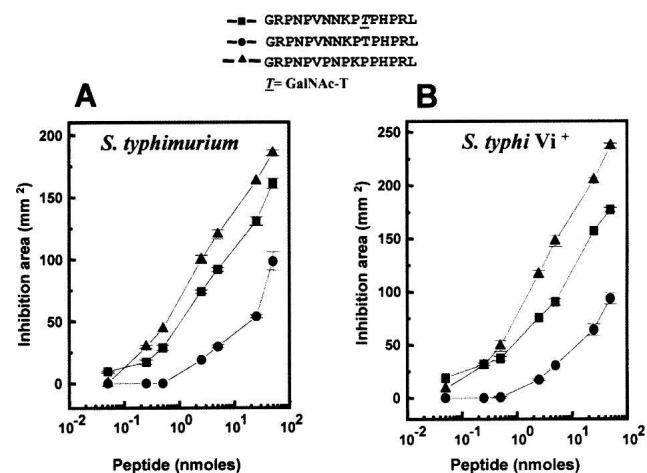 GRPNPVNNKPTPHPRL
GRPNPVNNKPTPHPRL
GRPNPVPNPKPPHPRL
T= GalNAc-T
A
B
S. typhimurium
S. typhi Vi +
Inhibition area (mm 2)
200
150
100
50
0
10-2 10-1 100 101 102
Peptide (nmoles)
Inhibition area (mm 2)
250
200
150
100
50
0
10-2 10-1 100 101 102
Peptide (nmoles)